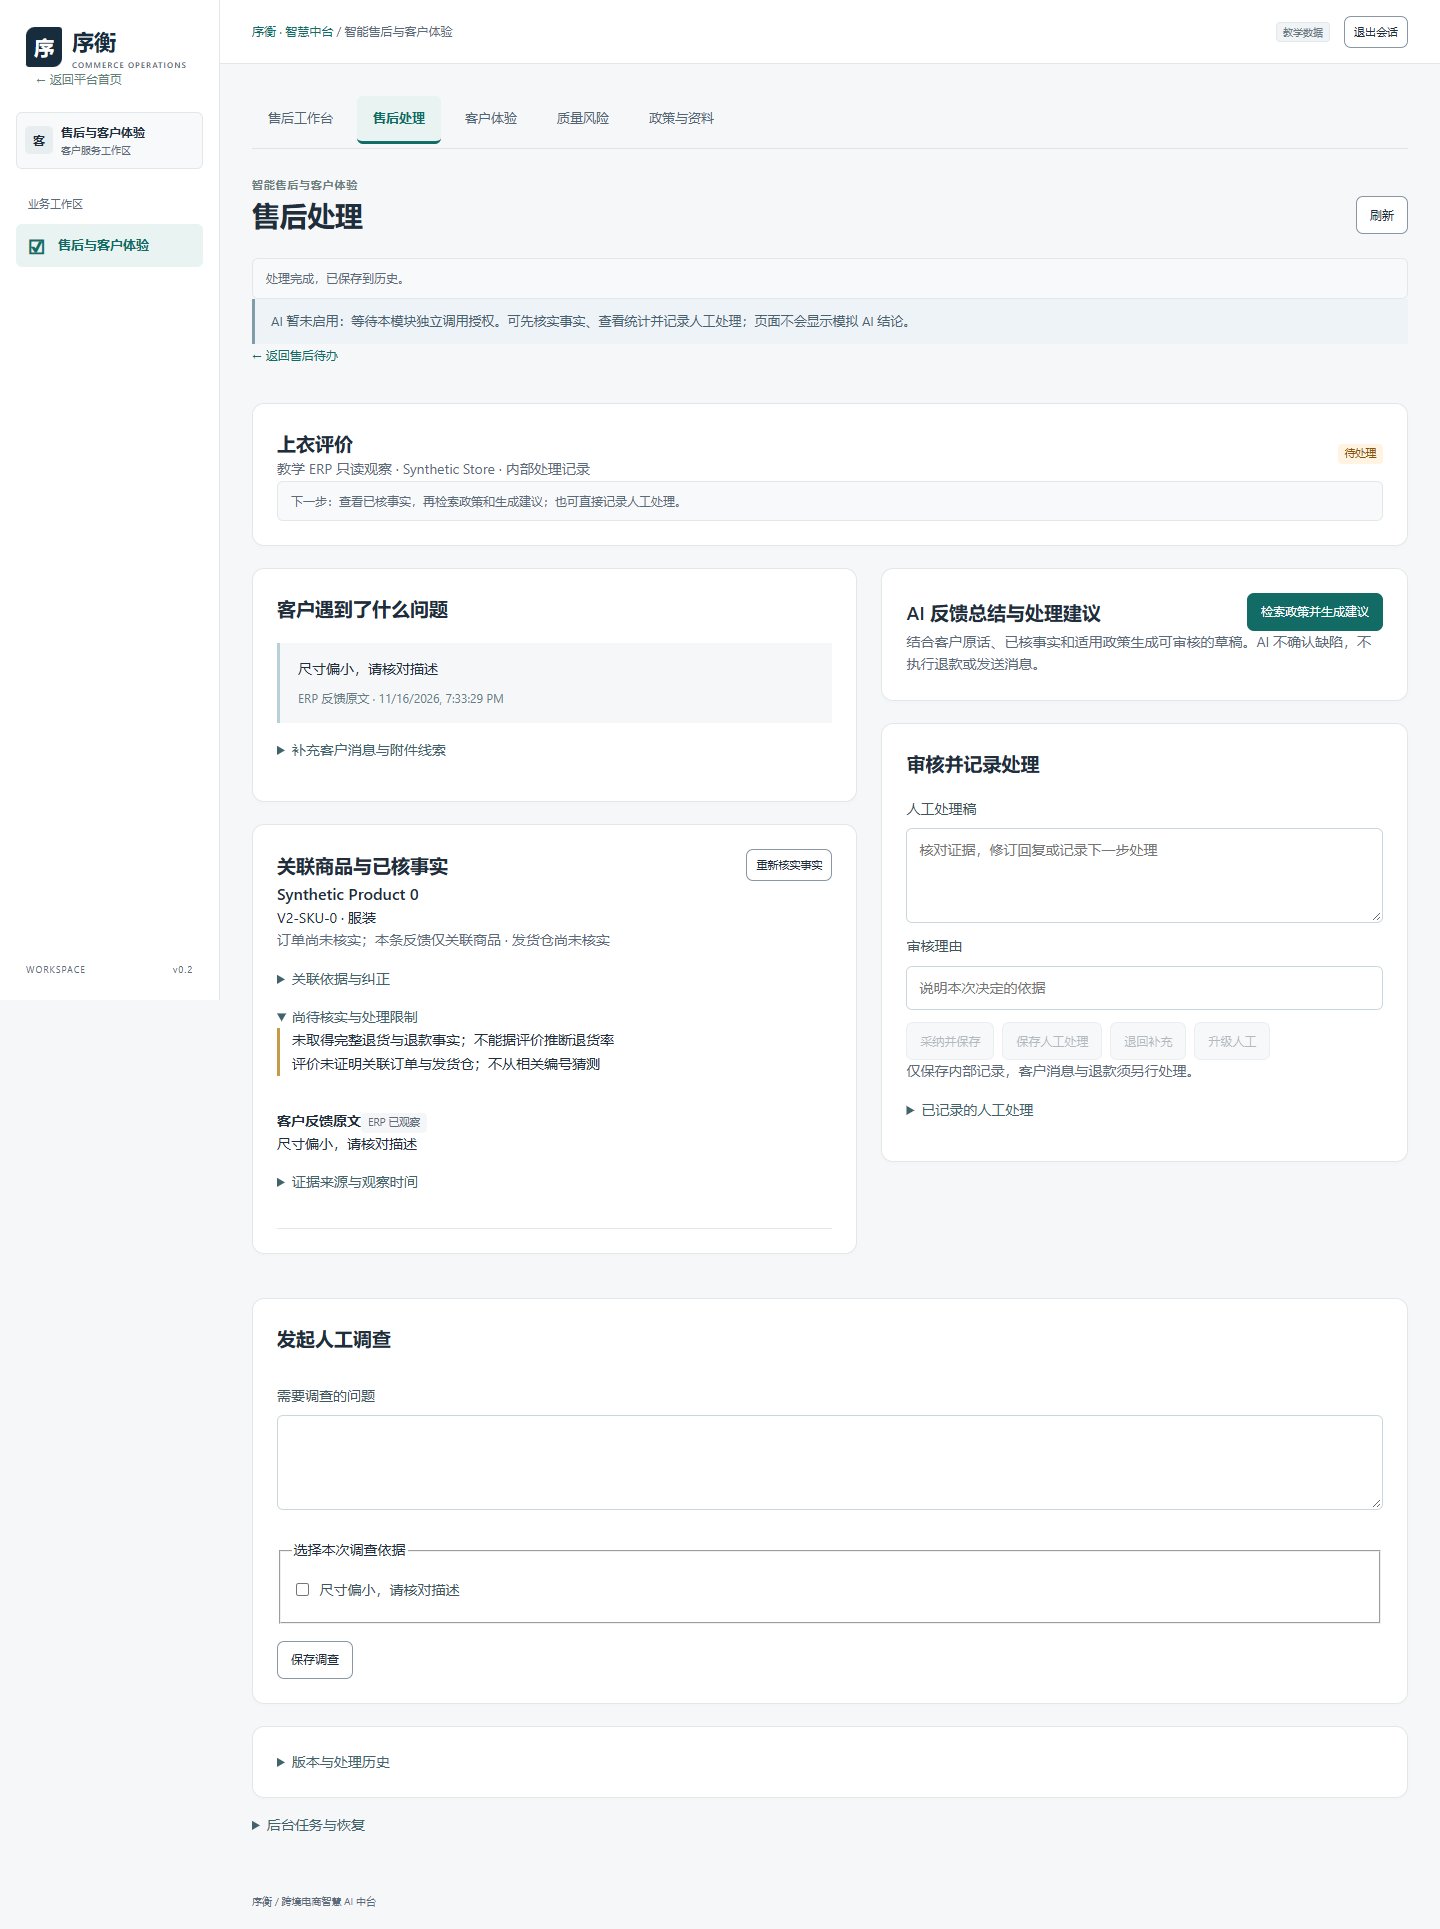 序 序衡
COMMERCE OPERATIONS
← 返回平台首页
客 售后与客户体验
客户服务工作区
业务工作区
售后与客户体验
WORKSPACE v0.2
序衡 · 智慧中台 / 智能售后与客户体验
教学数据 退出会话
售后工作台 售后处理 客户体验 质量风险 政策与资料
智能售后与客户体验
售后处理
刷新
处理完成，已保存到历史。
AI 暂未启用：等待本模块独立调用授权。可先核实事实、查看统计并记录人工处理；页面不会显示模拟 AI 结论。
← 返回售后待办
上衣评价
待处理
教学 ERP 只读观察 · Synthetic Store · 内部处理记录
下一步：查看已核事实，再检索政策和生成建议；也可直接记录人工处理。
客户遇到了什么问题
尺寸偏小，请核对描述
ERP 反馈原文 · 11/16/2026, 7:33:29 PM
补充客户消息与附件线索
关联商品与已核事实
重新核实事实
Synthetic Product 0
V2-SKU-0 · 服装
订单尚未核实；本条反馈仅关联商品 · 发货仓尚未核实
关联依据与纠正
尚待核实与处理限制
未取得完整退货与退款事实；不能据评价推断退货率
评价未证明关联订单与发货仓；不从相关编号猜测
客户反馈原文 ERP 已观察
尺寸偏小，请核对描述
证据来源与观察时间
AI 反馈总结与处理建议
检索政策并生成建议
结合客户原话、已核事实和适用政策生成可审核的草稿。AI 不确认缺陷，不
执行退款或发送消息。
审核并记录处理
人工处理稿
核对证据，修订回复或记录下一步处理
审核理由
说明本次决定的依据
采纳并保存 保存人工处理 退回补充 升级人工
仅保存内部记录，客户消息与退款须另行处理。
已记录的人工处理
发起人工调查
需要调查的问题
选择本次调查依据
尺寸偏小，请核对描述
保存调查
版本与处理历史
后台任务与恢复
序衡 / 跨境电商智慧 AI 中台